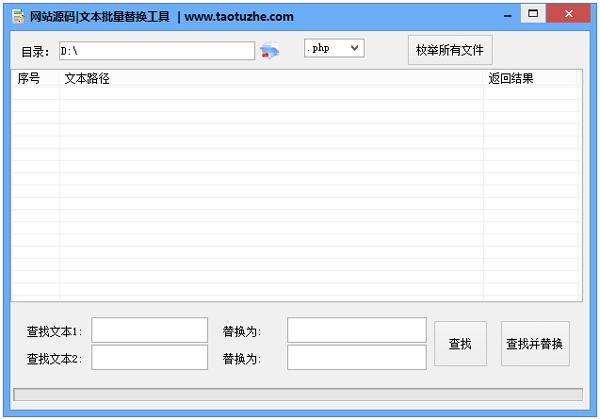 网站源码|文本批量替换工具 | www.taotuzhe.com
目录: D:\ .php 枚举所有文件
序号 文本路径 返回结果
查找文本1: 替换为:
查找文本2: 替换为:
查找 查找并替换